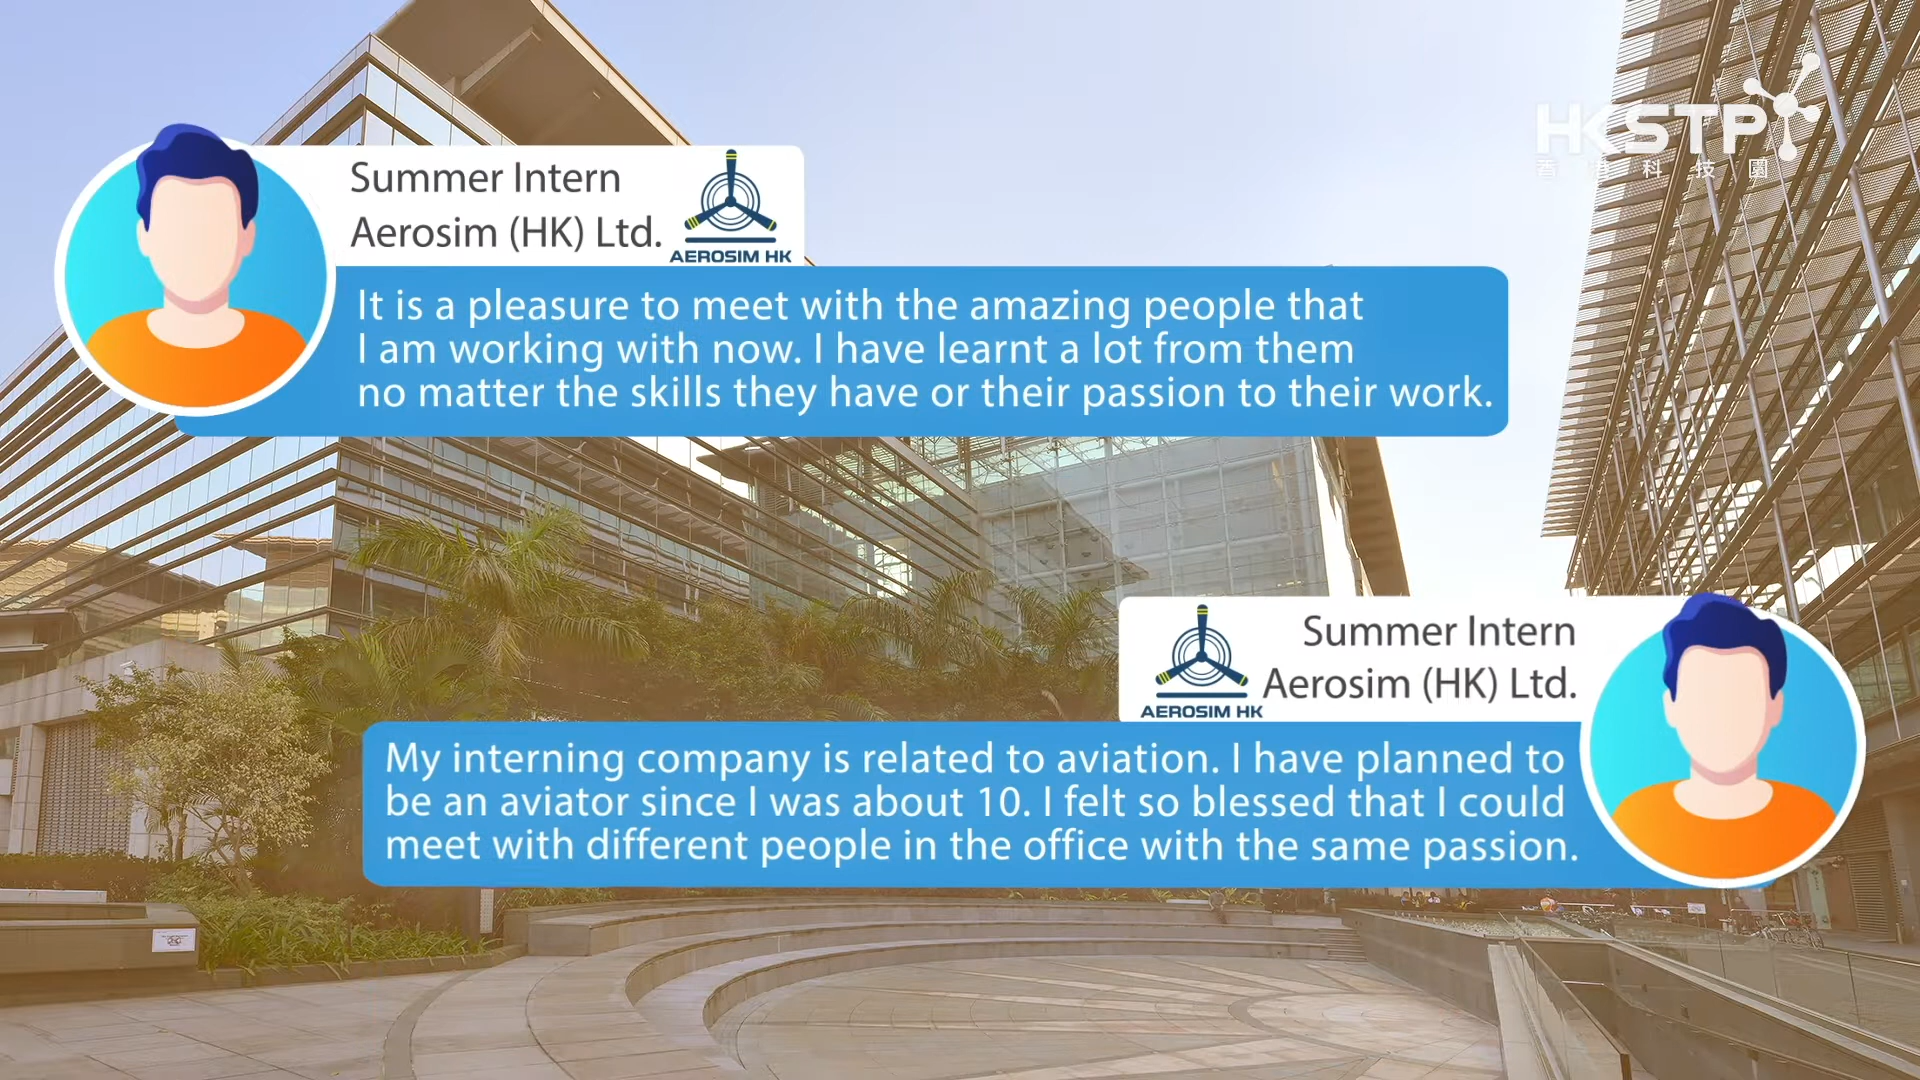 HKSTP
香港科技園
Summer Intern
Aerosim (HK) Ltd.
AEROSIM HK
It is a pleasure to meet with the amazing people that
I am working with now. I have learnt a lot from them
no matter the skills they have or their passion to their work.
Summer Intern
Aerosim (HK) Ltd.
AEROSIM HK
My interning company is related to aviation. I have planned to
be an aviator since I was about 10. I felt so blessed that I could
meet with different people in the office with the same passion.